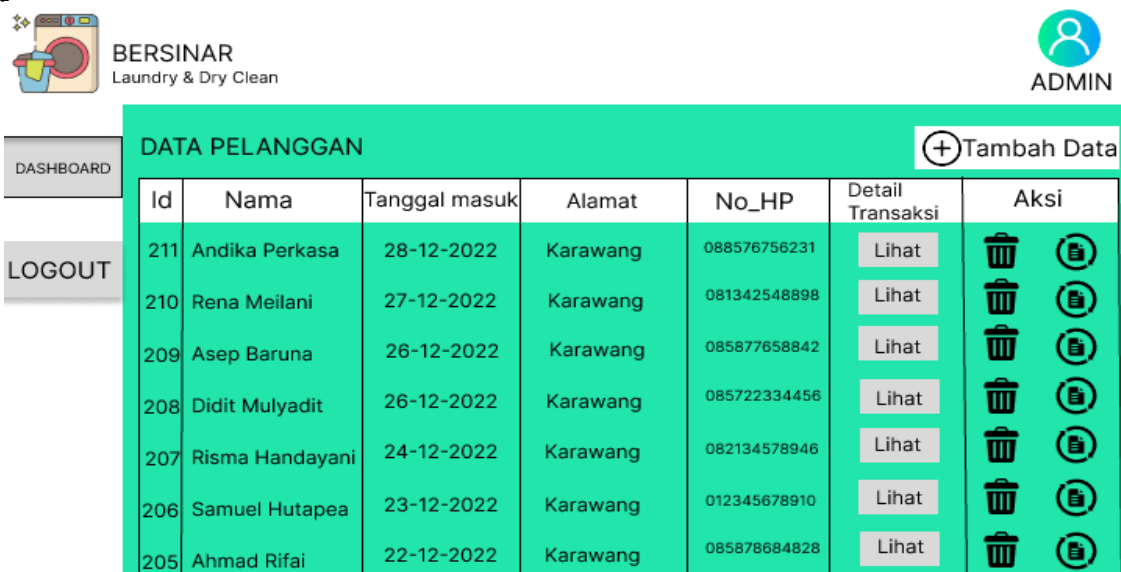 BERSINAR
Laundry & Dry Clean
ADMIN
DASHBOARD
LOGOUT
DATA PELANGGAN
Tambah Data
Id Nama Tanggal masuk Alamat No_HP Detail Transaksi Aksi
211 Andika Perkasa 28-12-2022 Karawang 088576756231 Lihat
210 Rena Meilani 27-12-2022 Karawang 081342548898 Lihat
209 Asep Baruna 26-12-2022 Karawang 085877658842 Lihat
208 Didit Mulyadit 26-12-2022 Karawang 085722334456 Lihat
207 Risma Handayani 24-12-2022 Karawang 082134578946 Lihat
206 Samuel Hutapea 23-12-2022 Karawang 012345678910 Lihat
205 Ahmad Rifai 22-12-2022 Karawang 085878684828 Lihat